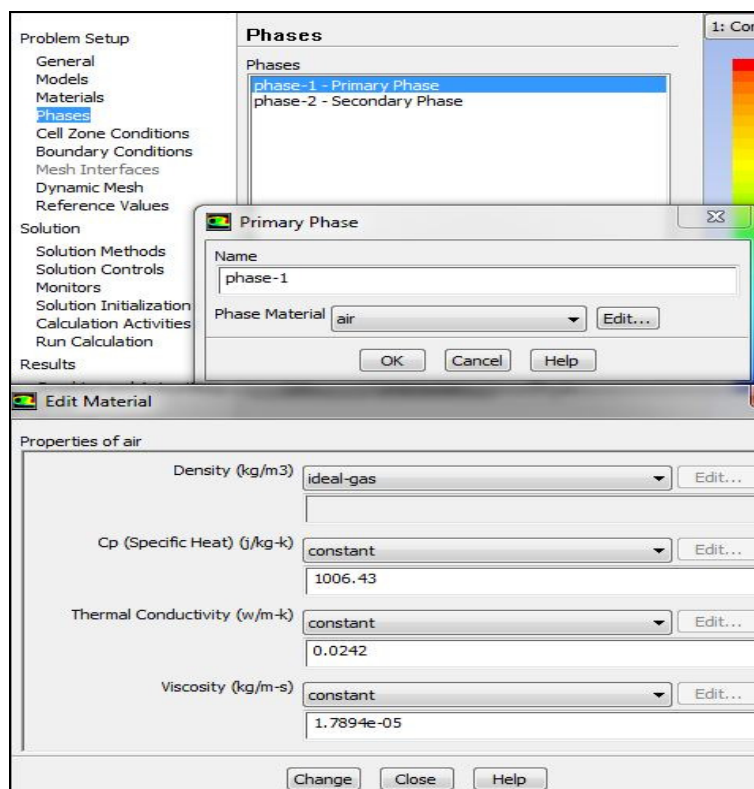 Problem Setup
General
Models
Materials
Phases
Cell Zone Conditions
Boundary Conditions
Mesh Interfaces
Dynamic Mesh
Reference Values
Solution
Solution Methods
Solution Controls
Monitors
Solution Initialization
Calculation Activities
Run Calculation
Results
Phases
Phases
phase-1 - Primary Phase
phase-2 - Secondary Phase
1: Con
Primary Phase
Name
phase-1
Phase Material air Edit...
OK Cancel Help
Edit Material
Properties of air
Density (kg/m3) ideal-gas Edit...
Cp (Specific Heat) (j/kg-k) constant Edit...
1006.43
Thermal Conductivity (w/m-k) constant Edit...
0.0242
Viscosity (kg/m-s) constant Edit...
1.7894e-05
Change Close Help